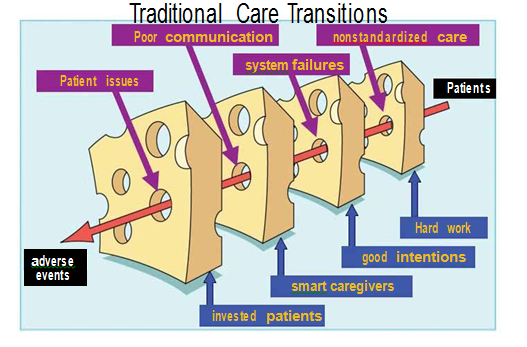 Traditional Care Transitions
Poor communication
nonstandardized care
system failures
Patient issues
Patients
Hard work
good intentions
adverse
events
smart caregivers
invested patients